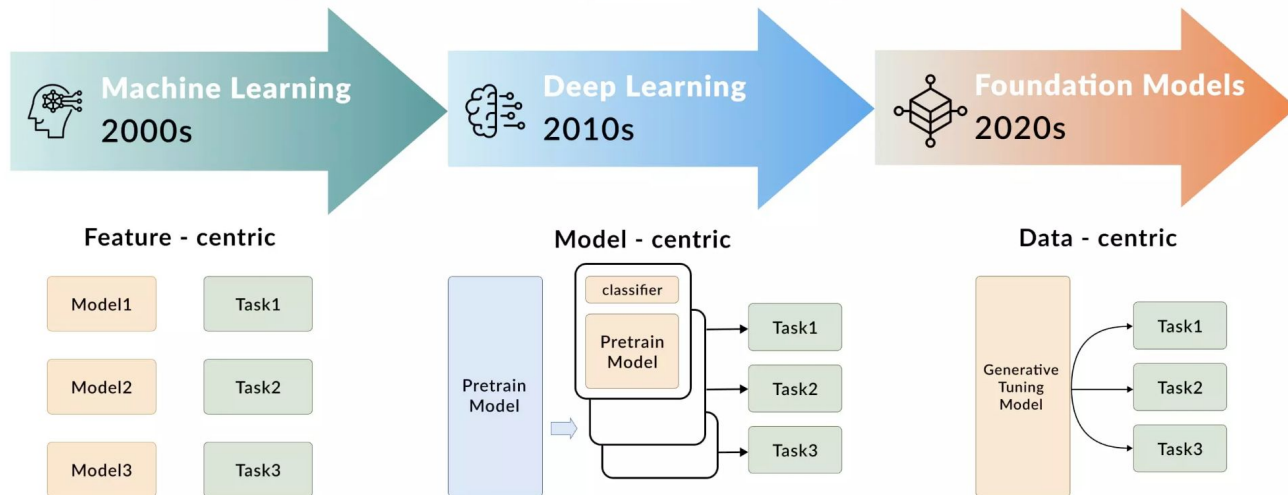 Machine Learning
2000s
Deep Learning
2010s
Foundation Models
2020s
Feature - centric
Model1
Task1
Model2
Task2
Model3
Task3
Model - centric
Pretrain
Model
classifier
Pretrain
Model
Task1
Task2
Task3
Data - centric
Generative
Tuning
Model
Task1
Task2
Task3